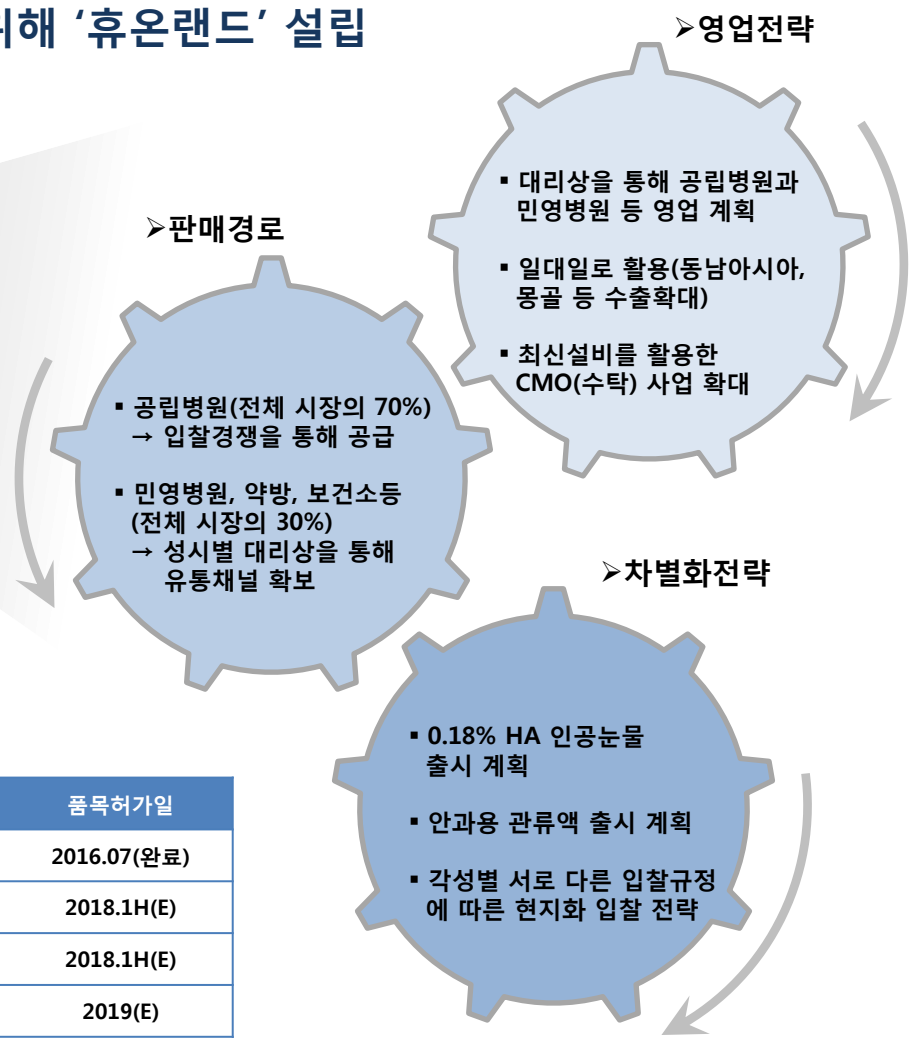 위해 ‘휴온랜드’ 설립
➢영업전략
▪ 대리상을 통해 공립병원과
민영병원 등 영업 계획
▪ 일대일로 활용(동남아시아,
몽골 등 수출확대)
▪ 최신설비를 활용한
CMO(수탁) 사업 확대
➢판매경로
▪ 공립병원(전체 시장의 70%)
→ 입찰경쟁을 통해 공급
▪ 민영병원, 약방, 보건소등
(전체 시장의 30%)
→ 성시별 대리상을 통해
유통채널 확보
➢차별화전략
▪ 0.18% HA 인공눈물
출시 계획
▪ 안과용 관류액 출시 계획
▪ 각성별 서로 다른 입찰규정
에 따른 현지화 입찰 전략
품목허가일
2016.07(완료)
2018.1H(E)
2018.1H(E)
2019(E)